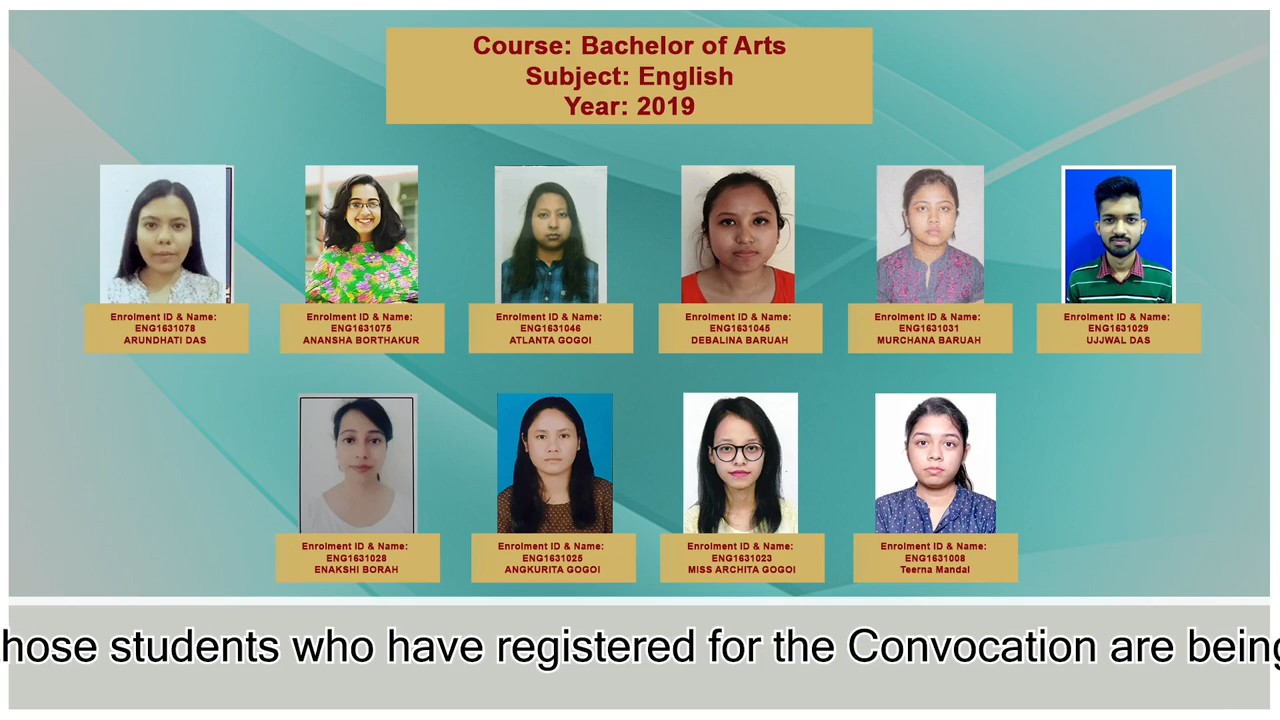 Course: Bachelor of Arts
Subject: English
Year: 2019
Enrolment ID & Name:
ENG1631078
ARUNDHATI DAS
Enrolment ID & Name:
ENG1631075
ANANSHA BORTHAKUR
Enrolment ID & Name:
ENG1631046
ATLANTA GOGOI
Enrolment ID & Name:
ENG1631045
DEBALINA BARUAH
Enrolment ID & Name:
ENG1631031
MURCHANA BARUAH
Enrolment ID & Name:
ENG1631029
UJJWAL DAS
Enrolment ID & Name:
ENG1631028
ENAKSHI BORAH
Enrolment ID & Name:
ENG1631025
ANGKURITA GOGOI
Enrolment ID & Name:
ENG1631023
MISS ARCHITA GOGOI
Enrolment ID & Name:
ENG1631008
Teerna Mandal
hose students who have registered for the Convocation are being